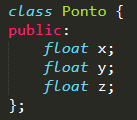 class Ponto {
public:
    float x;
    float y;
    float z;
};